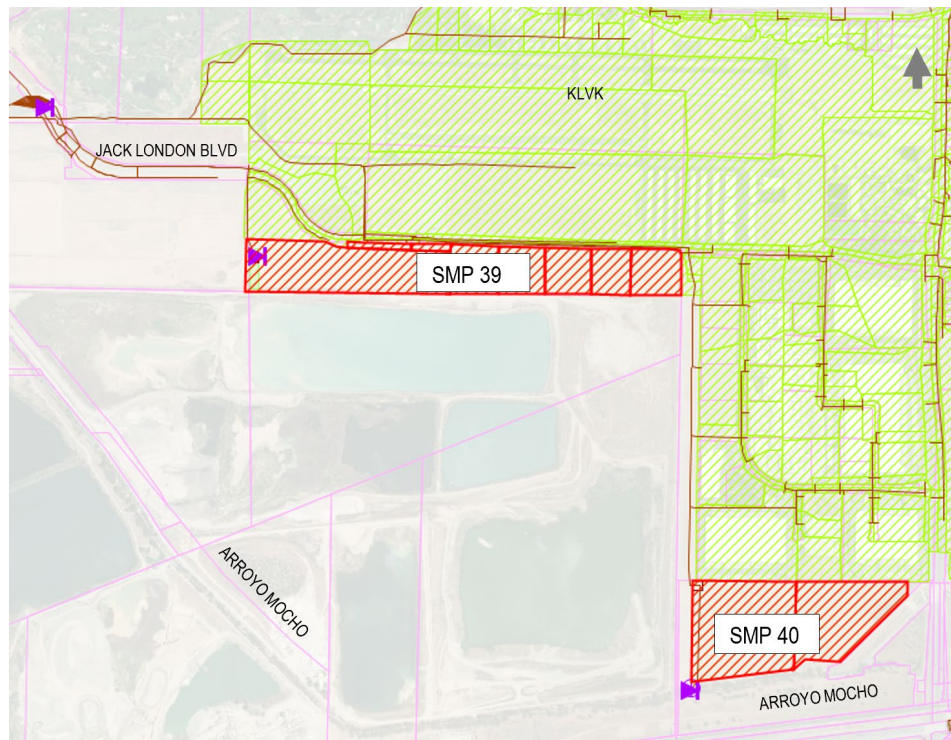 KLVK
JACK LONDON BLVD
SMP 39
ARROYO MOCHO
SMP 40
ARROYO MOCHO